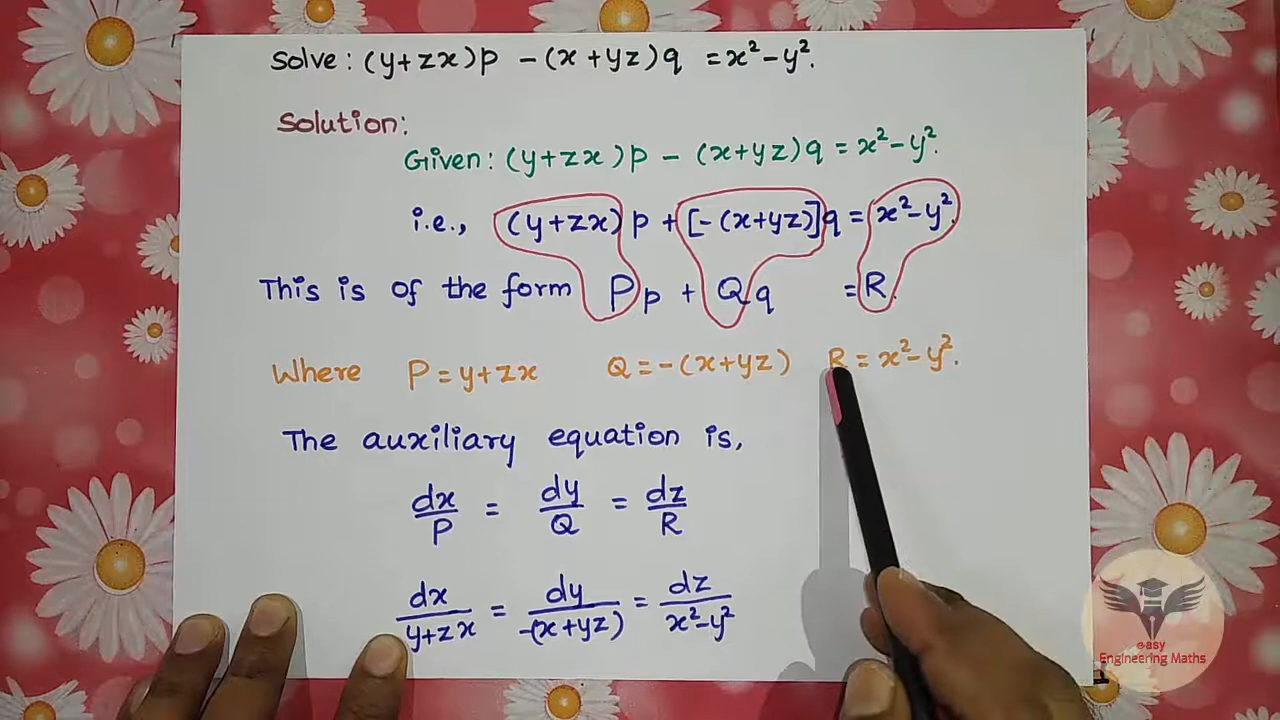 Solve: (y+zx)p - (x+yz)q = x²-y².
Solution:
Given: (y+zx)p - (x+yz)q = x²-y².
i.e., (y+zx)p + [-(x+yz)]q = x²-y².
This is of the form Pp + Qq = R.
Where P=y+zx Q=-(x+yz) R=x²-y².
The auxiliary equation is,
dx/P = dy/Q = dz/R
dx/y+zx = dy/-(x+yz) = dz/x²-y²
easy
Engineering Maths